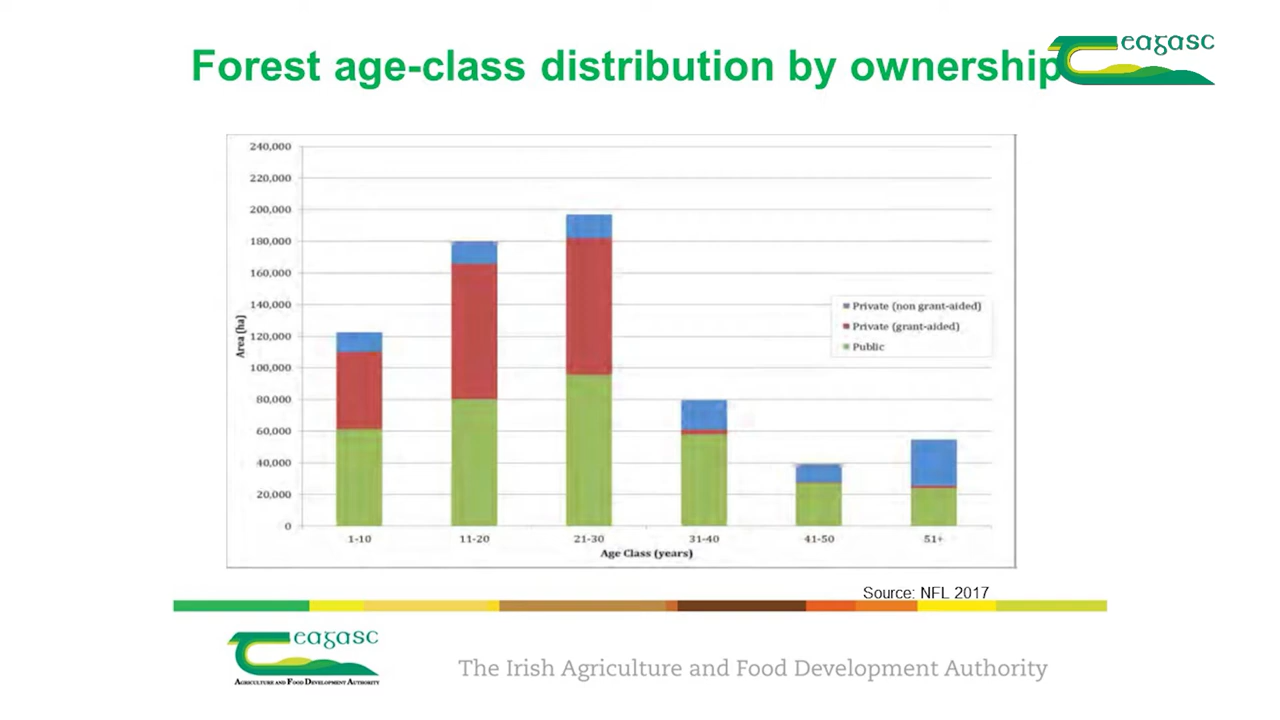 Forest age-class distribution by ownership
eagasc
240,000
220,000
200,000
180,000
160,000
140,000
120,000
100,000
80,000
60,000
40,000
20,000
0
Area (ha)
Private (non grant-aided)
Private (grant-aided)
Public
1-10 11-20 21-30 31-40 41-50 51+
Age Class (years)
Source: NFL 2017
eagasc
AGRICULTURE AND FOOD DEVELOPMENT AUTHORITY
The Irish Agriculture and Food Development Authority